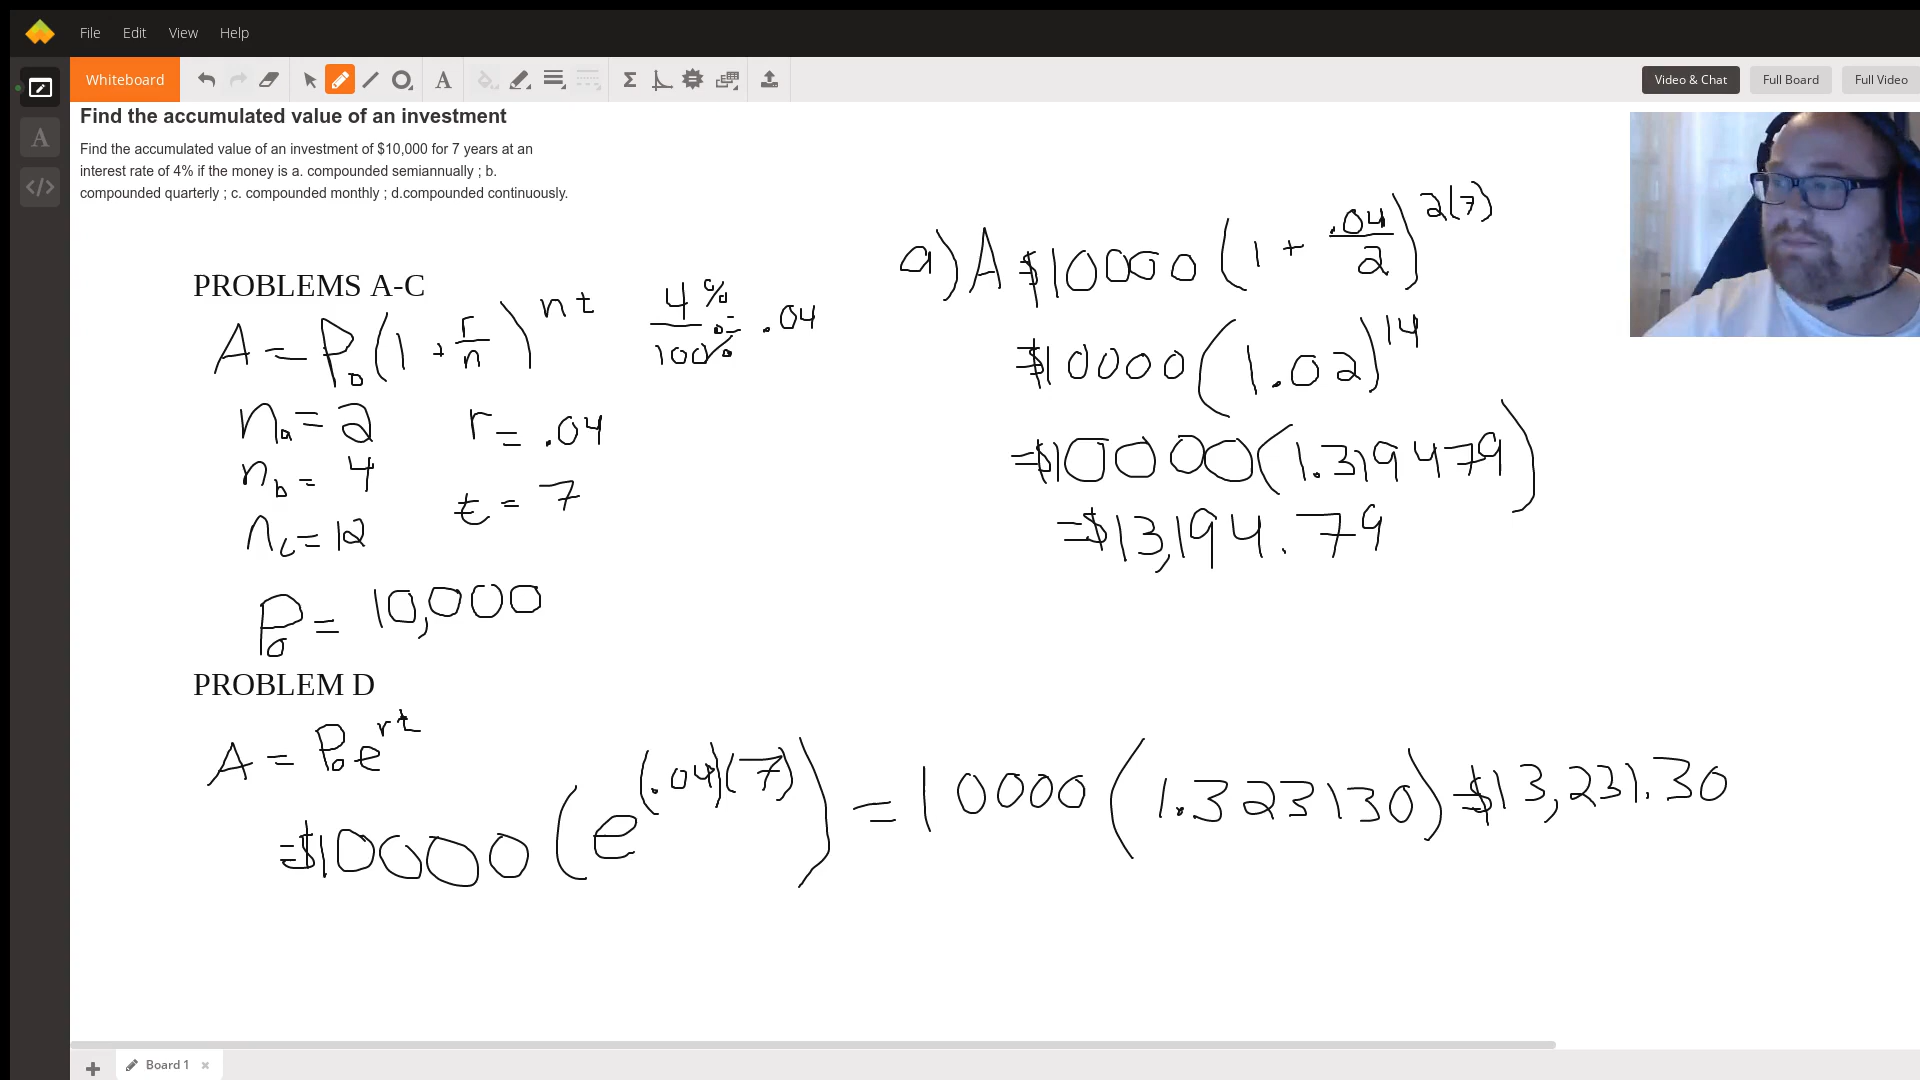 File Edit View Help
Whiteboard
Video & Chat Full Board Full Video
Find the accumulated value of an investment
Find the accumulated value of an investment of $10,000 for 7 years at an
interest rate of 4% if the money is a. compounded semiannually ; b.
compounded quarterly ; c. compounded monthly ; d.compounded continuously.
PROBLEMS A-C
A = P₀(1 + r/n)^nt
4%/100% = .04
nₐ = 2
r = .04
n_b = 4
t = 7
n_c = 12
P₀ = 10,000
a) A = $10000(1 + .04/2)^2(7)
= $10000(1.02)^14
= $10000(1.319479)
= $13,194.79
PROBLEM D
A = P₀e^rt
= $10000(e^(.04)(7)) = 10000(1.323130) = $13,231.30
Board 1